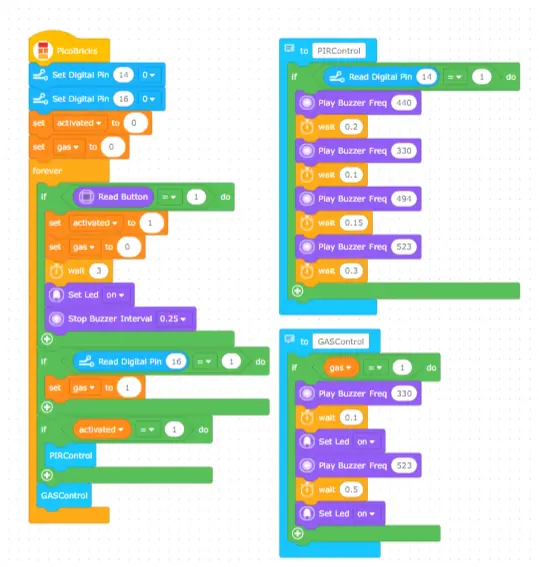 PicoBricks
Set Digital Pin 14 0
Set Digital Pin 16 0
set activated to 0
set gas to 0
forever
if Read Button = 1 do
set activated to 1
set gas to 0
wait 3
Set Led on
Stop Buzzer Interval 0.25
if Read Digital Pin 16 = 1 do
set gas to 1
if activated = 1 do
PIRControl
GASControl
to PIRControl
if Read Digital Pin 14 = 1 do
Play Buzzer Freq 440
wait 0.2
Play Buzzer Freq 330
wait 0.1
Play Buzzer Freq 494
wait 0.15
Play Buzzer Freq 523
wait 0.3
to GASControl
if gas = 1 do
Play Buzzer Freq 330
wait 0.1
Set Led on
Play Buzzer Freq 523
wait 0.5
Set Led on